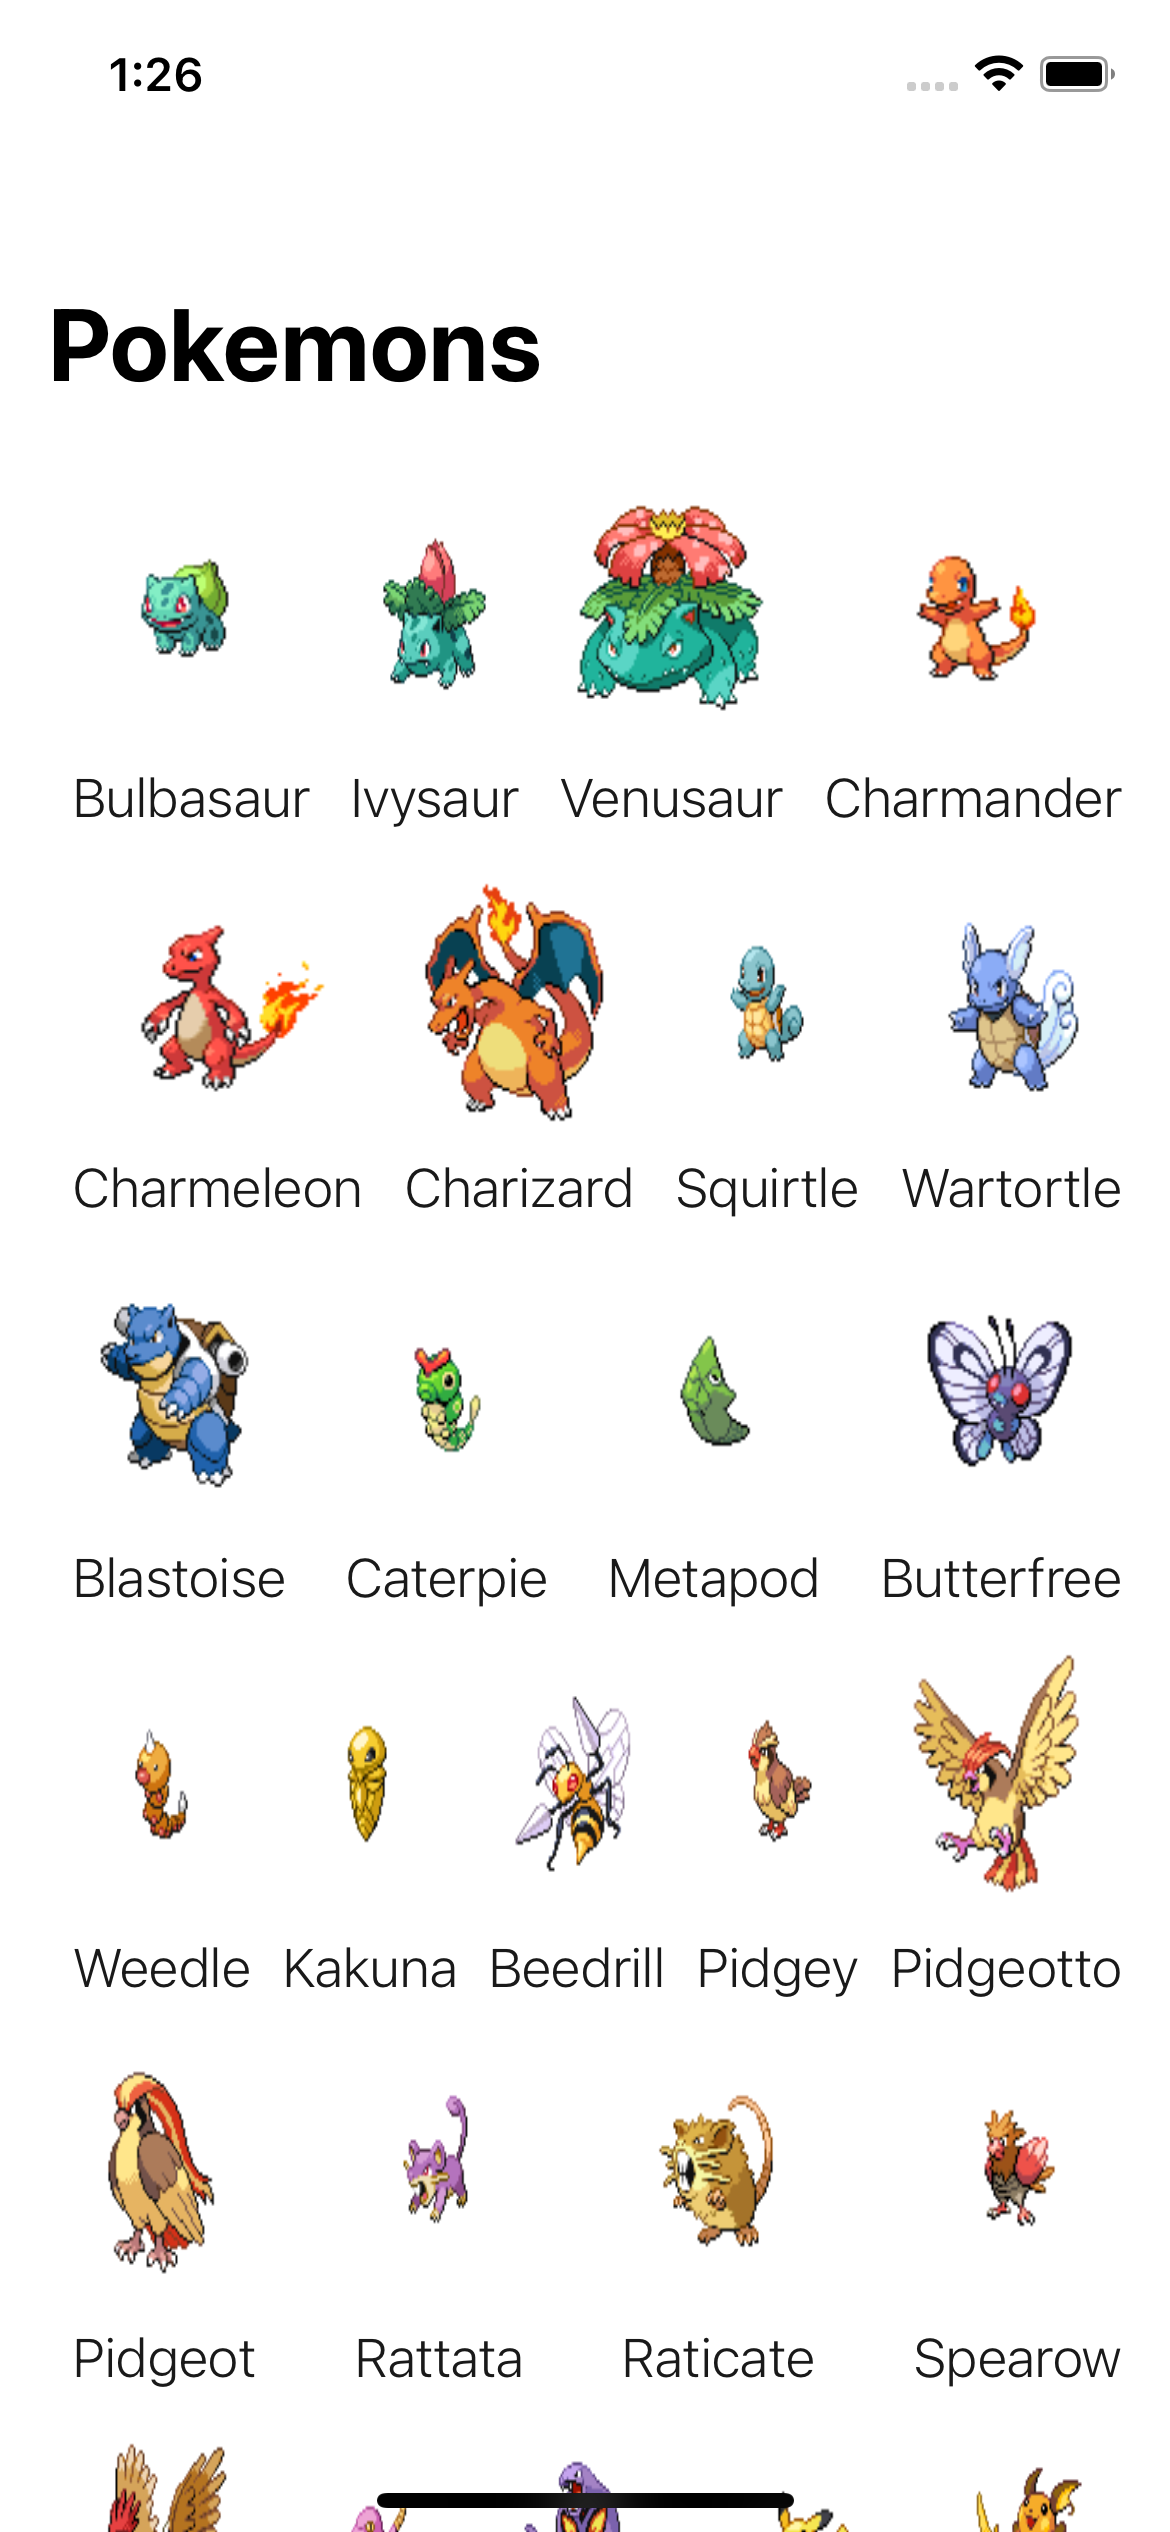 1:26
Pokemons
Bulbasaur Ivysaur Venusaur Charmander
Charmeleon Charizard Squirtle Wartortle
Blastoise Caterpie Metapod Butterfree
Weedle Kakuna Beedrill Pidgey Pidgeotto
Pidgeot Rattata Raticate Spearow